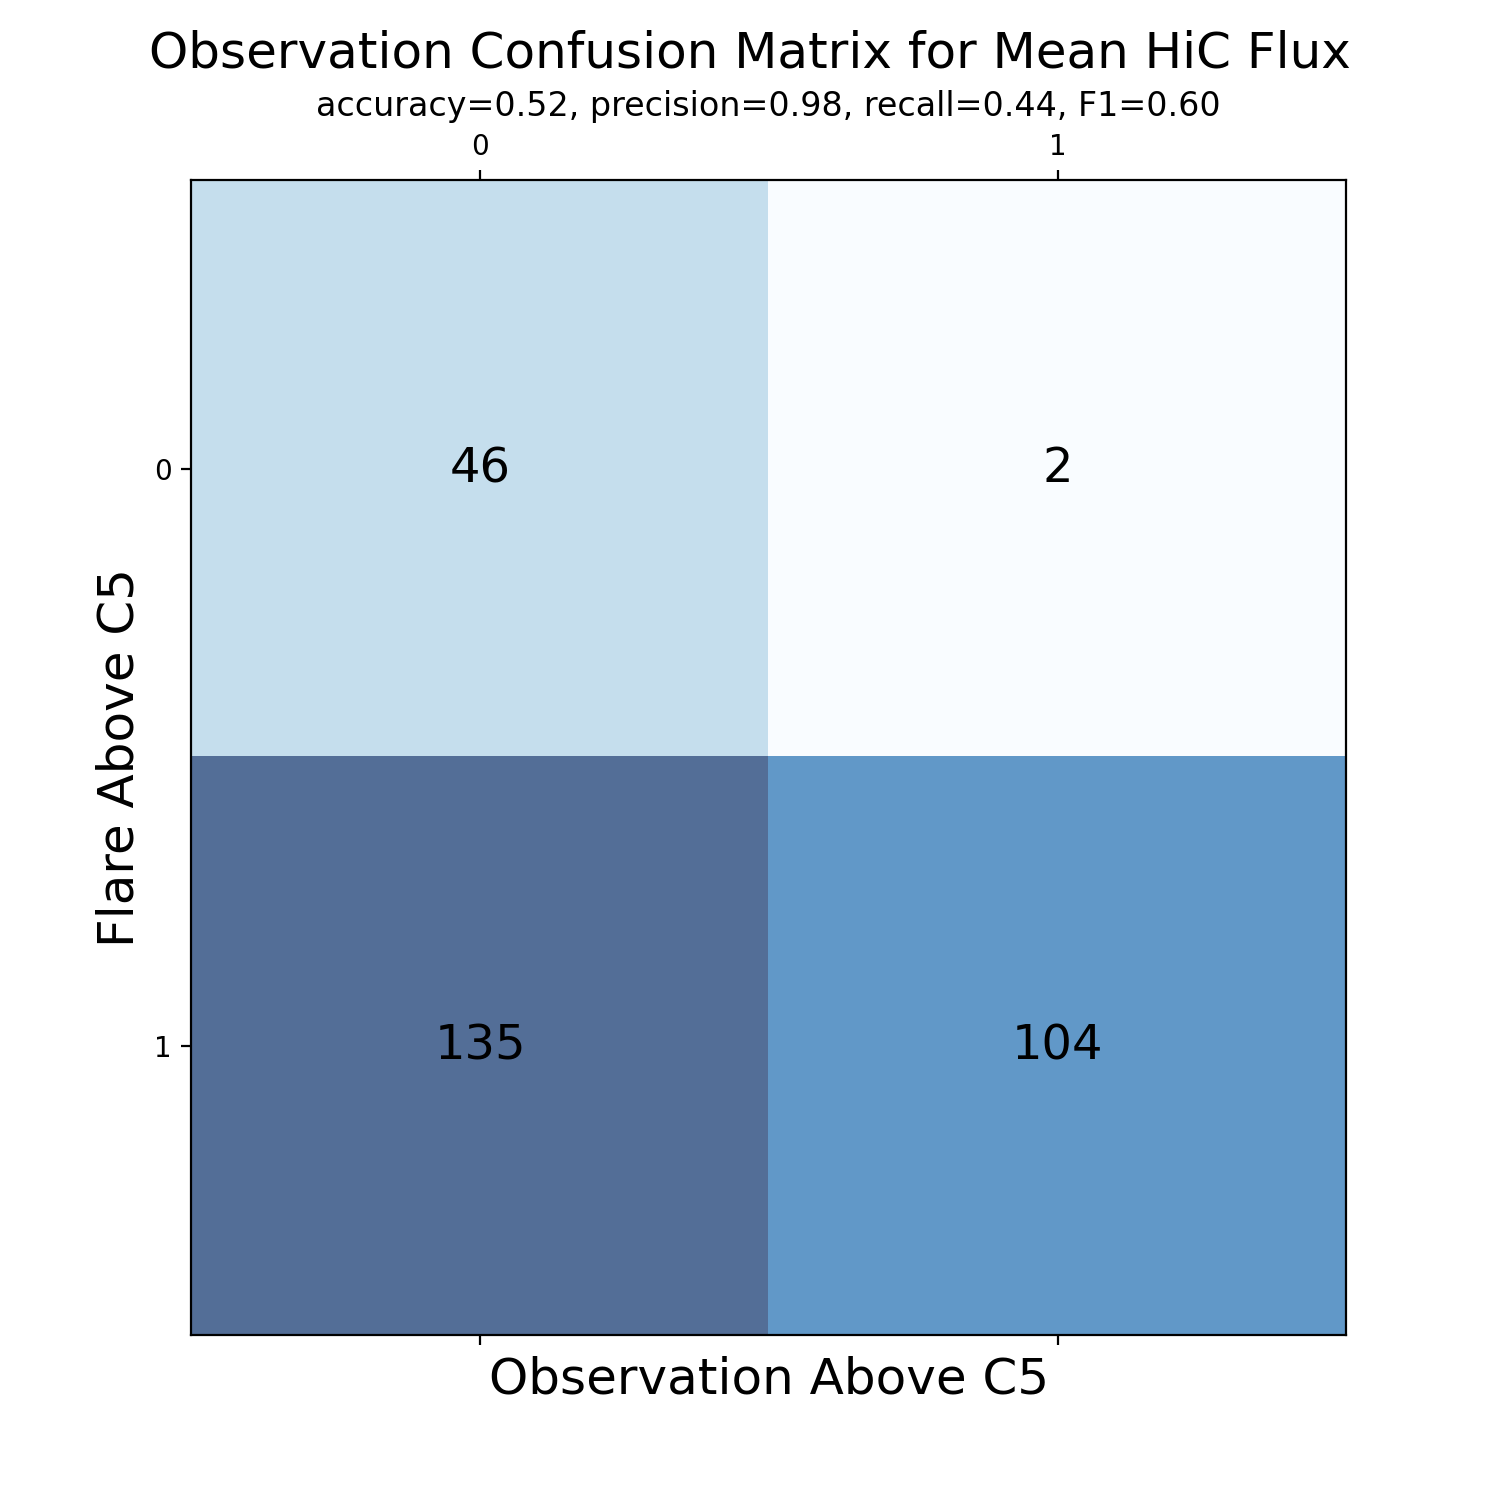 Observation Confusion Matrix for Mean HiC Flux
accuracy=0.52, precision=0.98, recall=0.44, F1=0.60
0 1
0 46 2
Flare Above C5
1 135 104
Observation Above C5